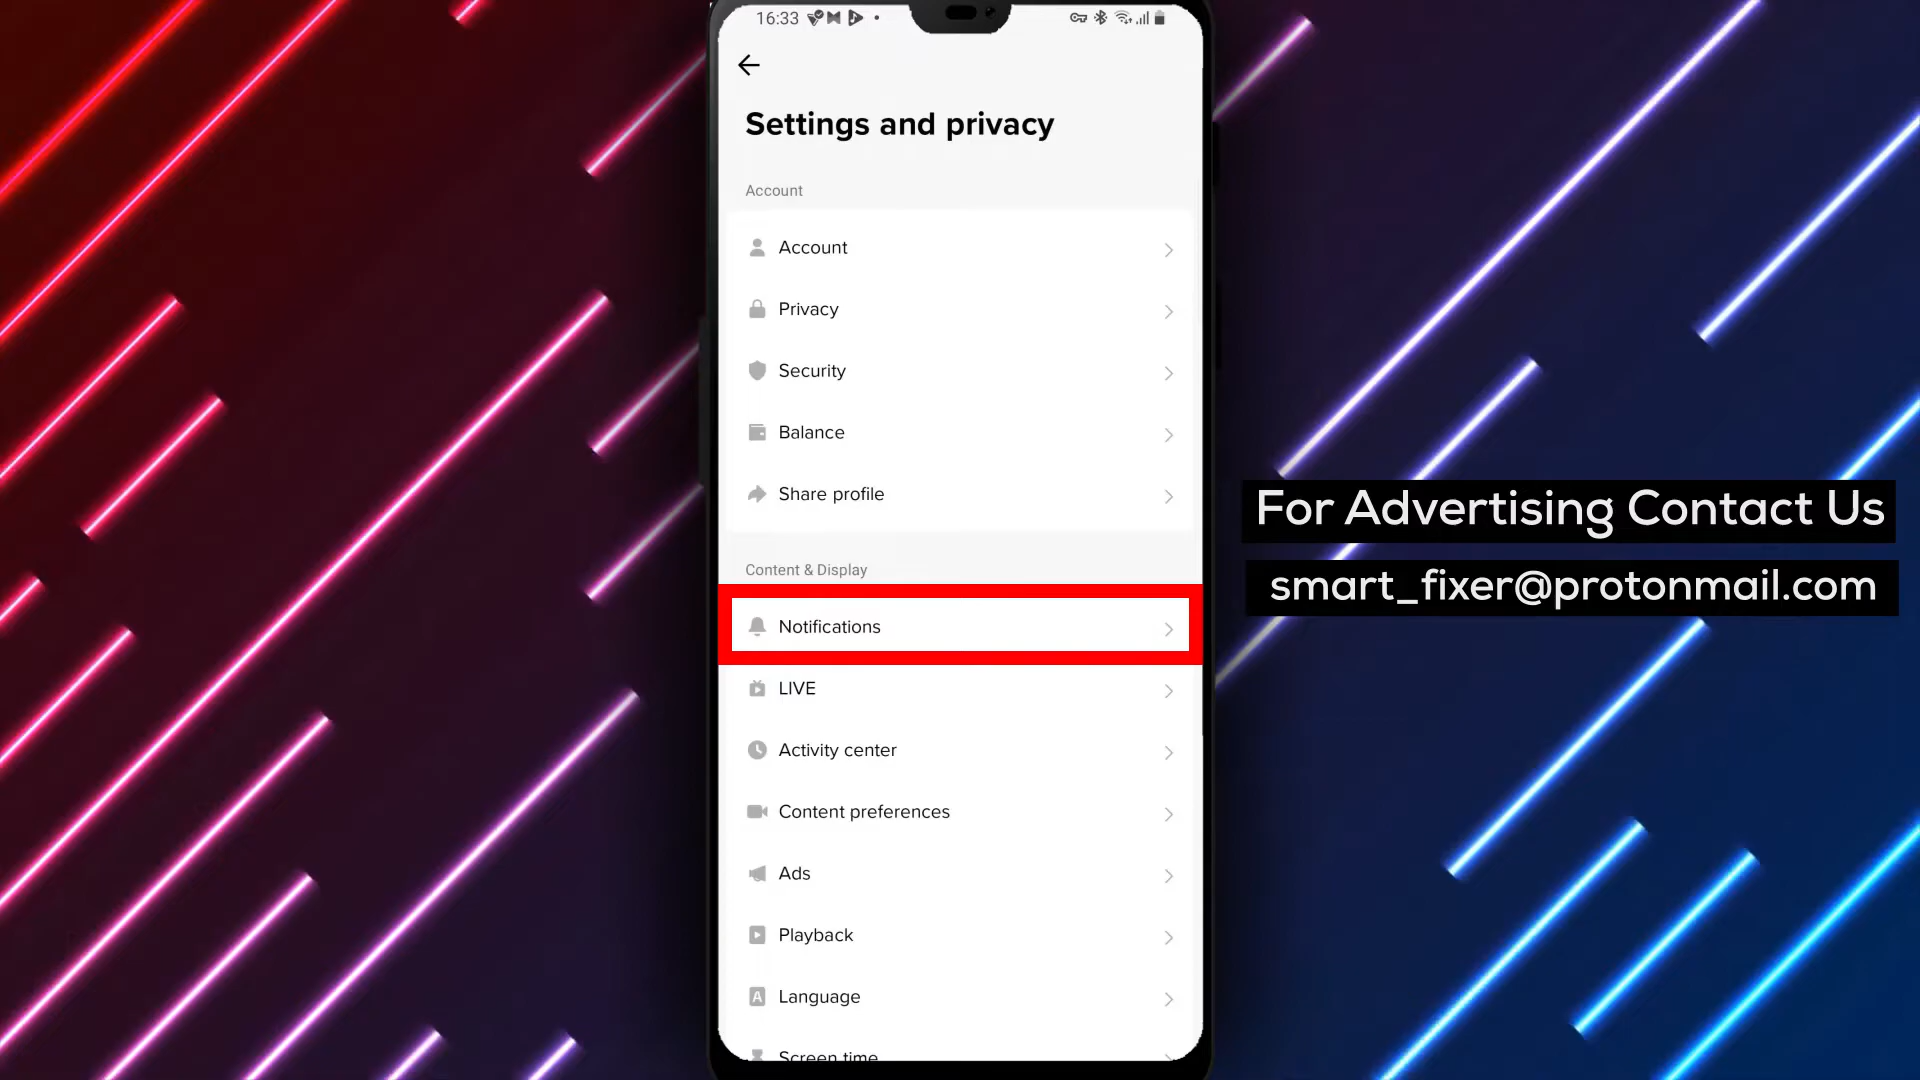 16:33
Settings and privacy
Account
Account
Privacy
Security
Balance
Share profile
Content & Display
Notifications
LIVE
Activity center
Content preferences
Ads
Playback
Language
Screen time
For Advertising Contact Us
smart_fixer@protonmail.com